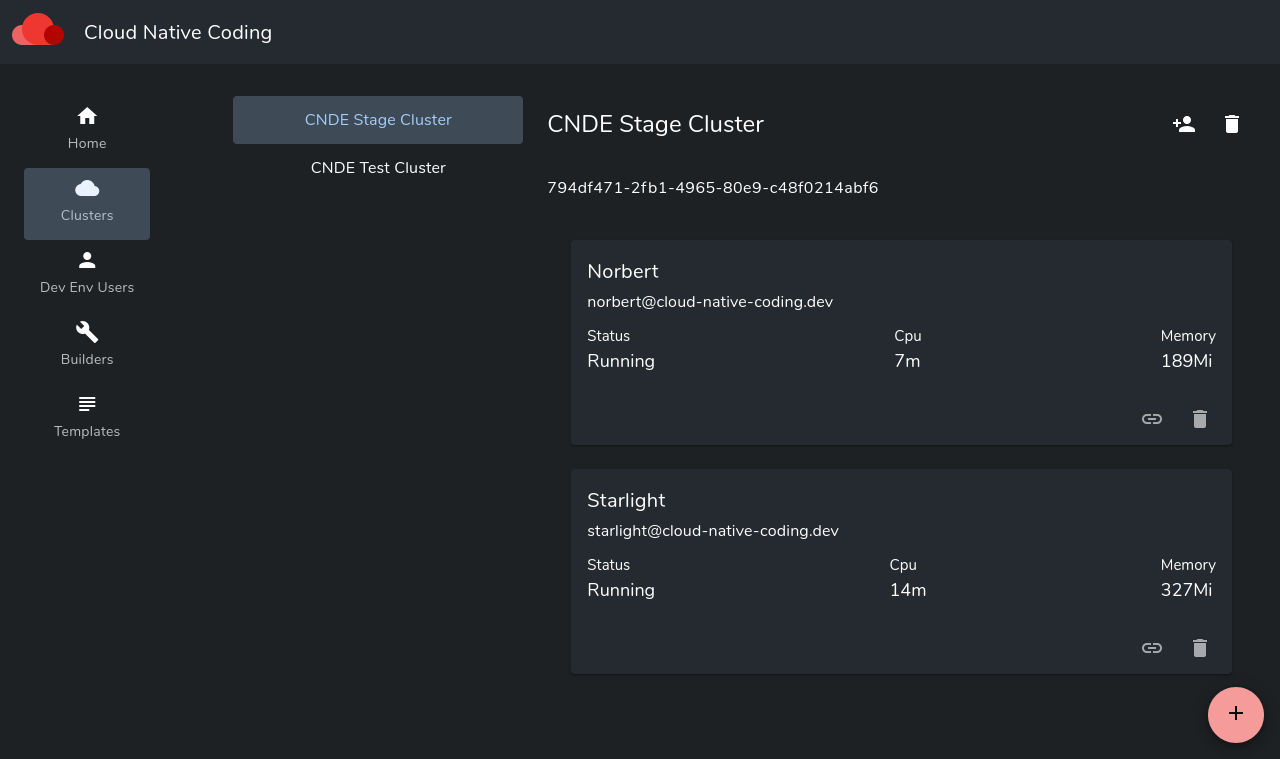 Cloud Native Coding
Home
Clusters
Dev Env Users
Builders
Templates
CNDE Stage Cluster
CNDE Test Cluster
CNDE Stage Cluster
794df471-2fb1-4965-80e9-c48f0214abf6
Norbert
norbert@cloud-native-coding.dev
Status Cpu Memory
Running 7m 189Mi
Starlight
starlight@cloud-native-coding.dev
Status Cpu Memory
Running 14m 327Mi